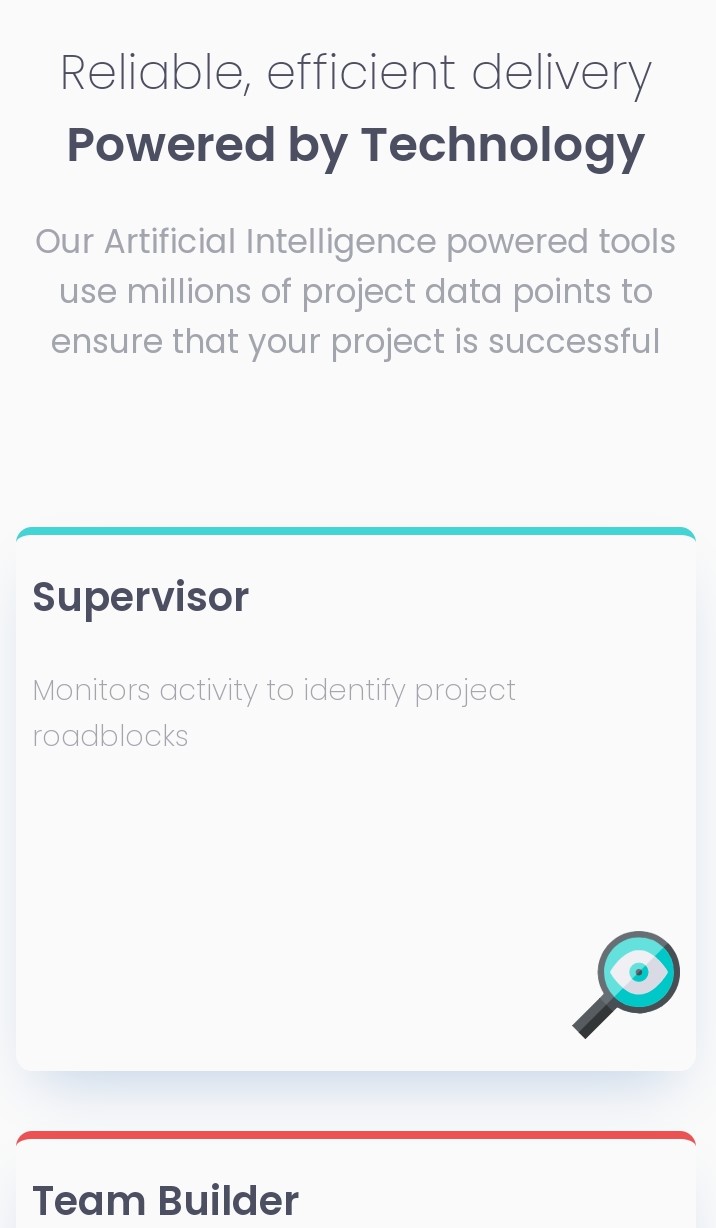 Reliable, efficient delivery
Powered by Technology
Our Artificial Intelligence powered tools
use millions of project data points to
ensure that your project is successful
Supervisor
Monitors activity to identify project
roadblocks
Team Builder